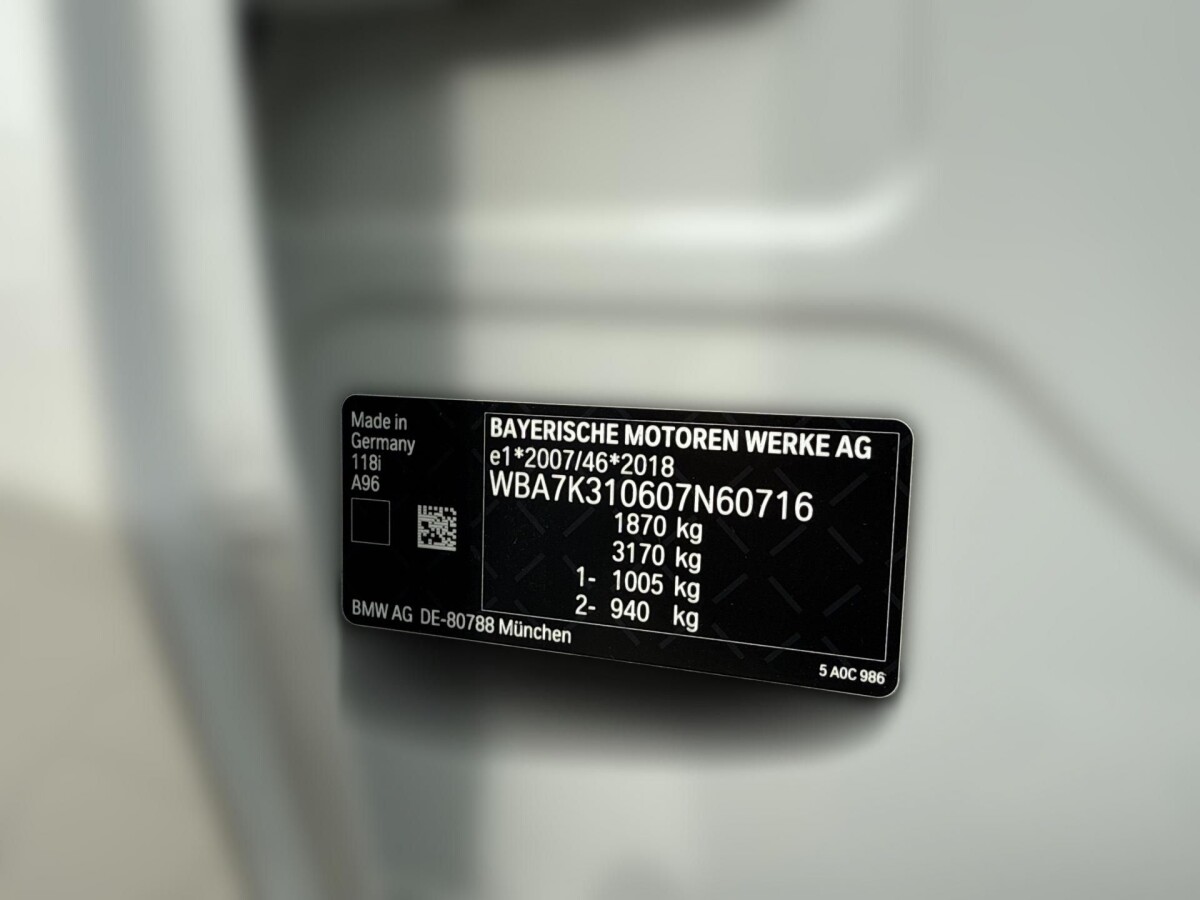 Made in
Germany
118i
A96
BAYERISCHE MOTOREN WERKE AG
e1*2007/46*2018
WBA7K310607N60716
1870 kg
3170 kg
1- 1005 kg
2- 940 kg
BMW AG DE-80788 München
5 A0C 986